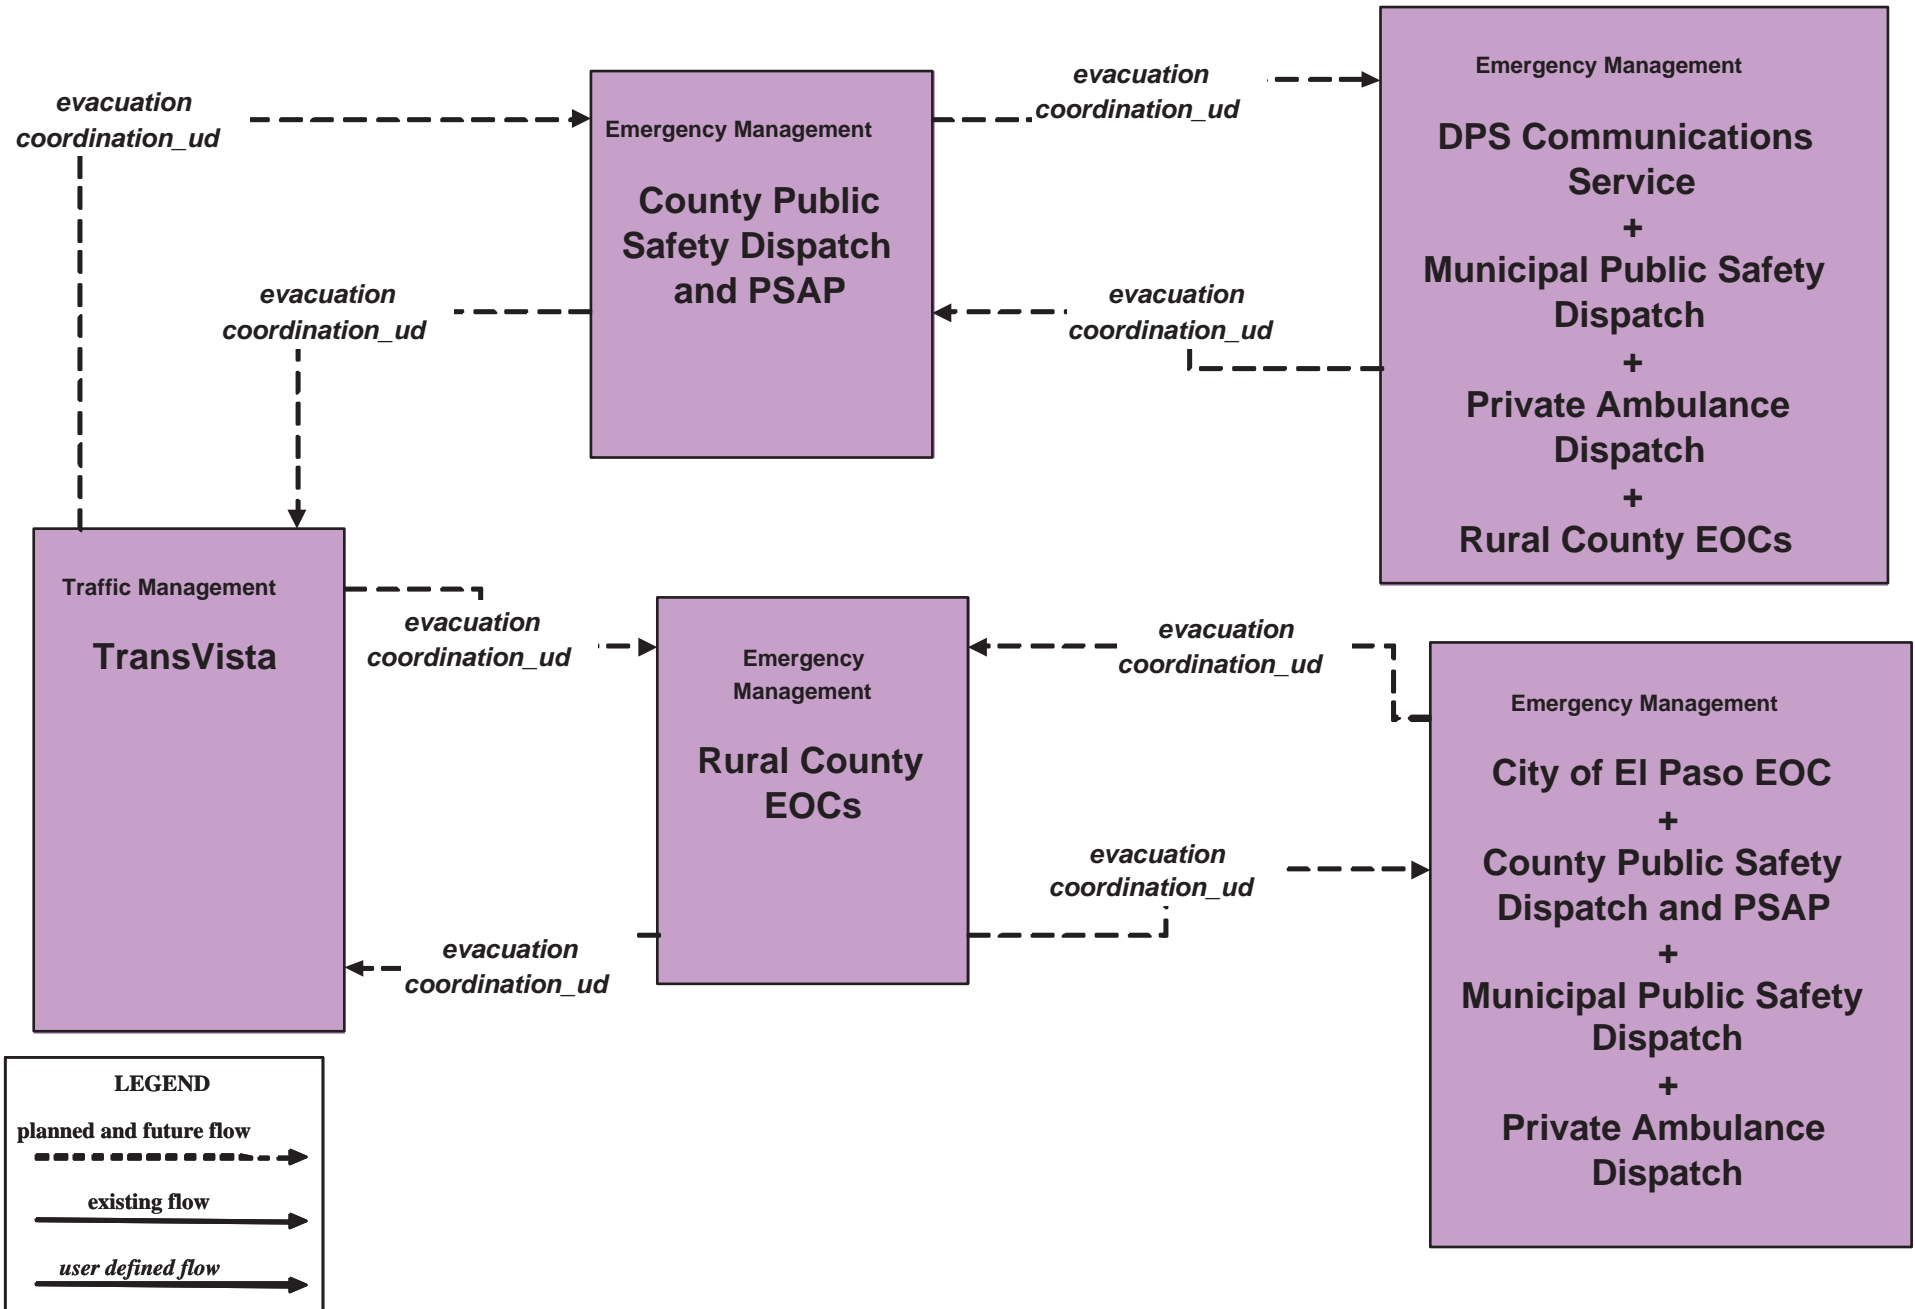 evacuation
coordination_ud
Emergency Management
County Public
Safety Dispatch
and PSAP
evacuation
coordination_ud
Emergency Management
DPS Communications
Service
+
Municipal Public Safety
Dispatch
+
Private Ambulance
Dispatch
+
Rural County EOCs
evacuation
coordination_ud
evacuation
coordination_ud
Traffic Management
TransVista
evacuation
coordination_ud
Emergency
Management
Rural County
EOCs
evacuation
coordination_ud
Emergency Management
City of El Paso EOC
+
County Public Safety
Dispatch and PSAP
+
Municipal Public Safety
Dispatch
+
Private Ambulance
Dispatch
evacuation
coordination_ud
evacuation
coordination_ud
LEGEND
planned and future flow
existing flow
user defined flow